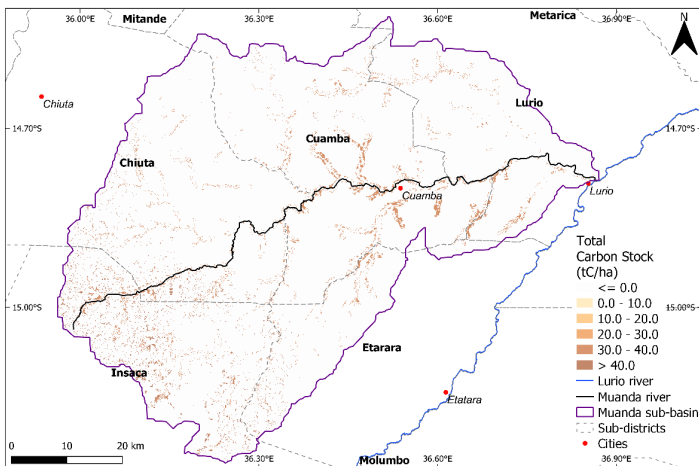 36.00°E
36.30°E
36.60°E
36.90°E
Mitande
Metarica
N
Chiuta
Lurio
14.70°S
14.70°S
Cuamba
Chiuta
Cuamba
Lurio
Total
Carbon Stock
(tC/ha)
<= 0.0
0.0 - 10.0
10.0 - 20.0
20.0 - 30.0
30.0 - 40.0
> 40.0
Lurio river
Muanda river
Muanda sub-basin
Sub-districts
Cities
15.00°S
15.00°S
Etarara
Insaca
Etatara
0 10 20 km
Molumbo
36.30°E
36.60°E
36.90°E